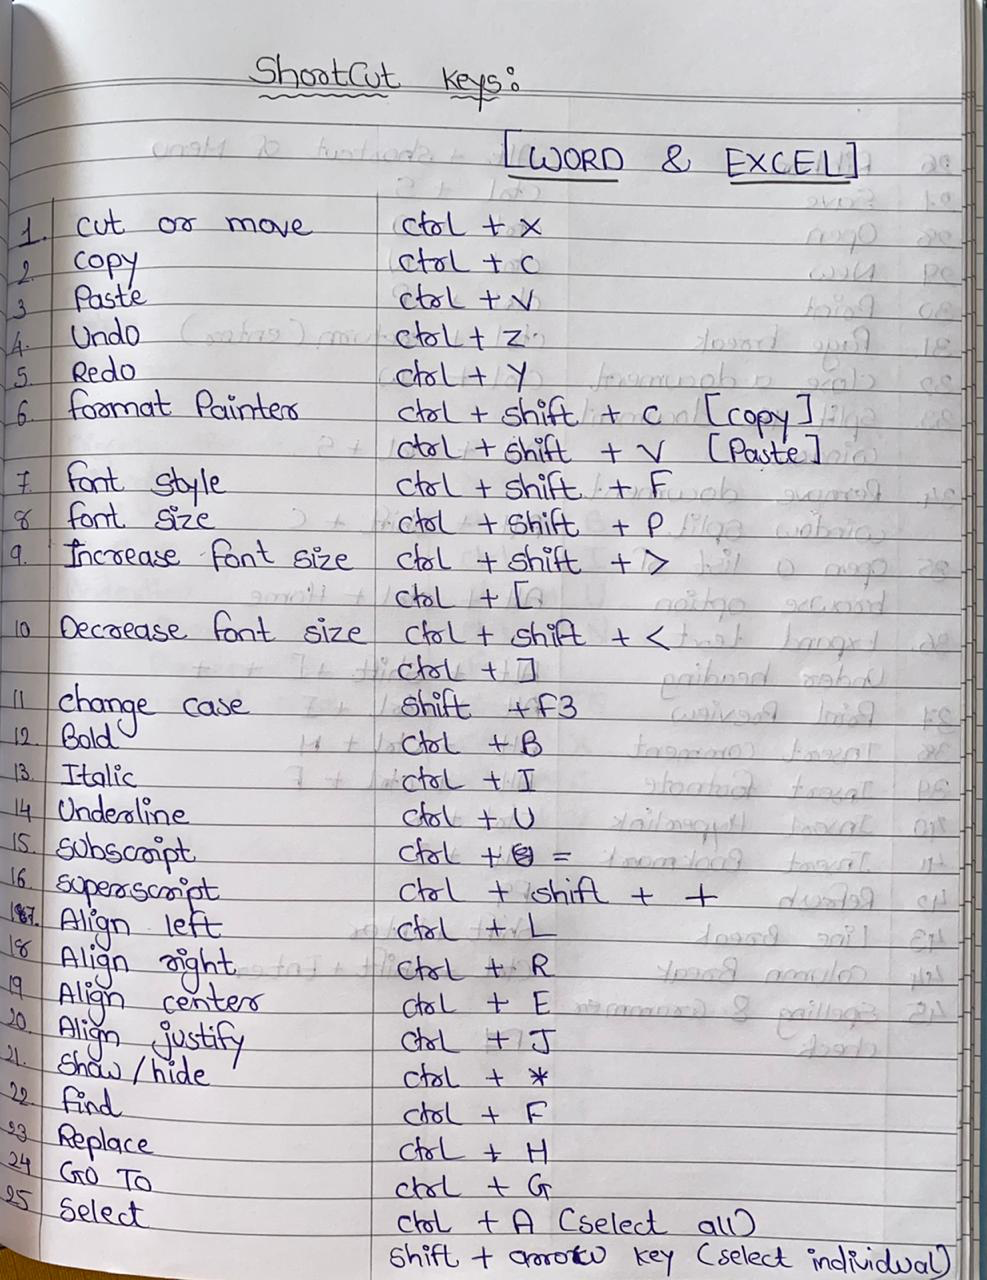 Shortcut keys:
[WORD & EXCEL]
1. cut or move ctrl + X
2. copy ctrl + C
3 Paste ctrl + V
4. Undo ctrl + Z
5. Redo ctrl + Y
6. format Painter ctrl + shift + C [copy]
ctrl + shift + V [Paste]
7. font style ctrl + shift + F
8 font size ctrl + shift + P
9. Increase font size ctrl + shift + >
ctrl + [
10 Decrease font size ctrl + shift + <
ctrl + ]
11 change case shift + F3
12. Bold ctrl + B
13. Italic ctrl + I
14 Underline ctrl + U
15. subscript ctrl + =
16. superscript ctrl + shift + +
17. Align left ctrl + L
18 Align right ctrl + R
19 Align center ctrl + E
20. Align justify ctrl + J
21. Show/hide ctrl + *
22. find ctrl + F
23 Replace ctrl + H
24 GO TO ctrl + G
25 Select ctrl + A (select all)
shift + arrow key (select individual)